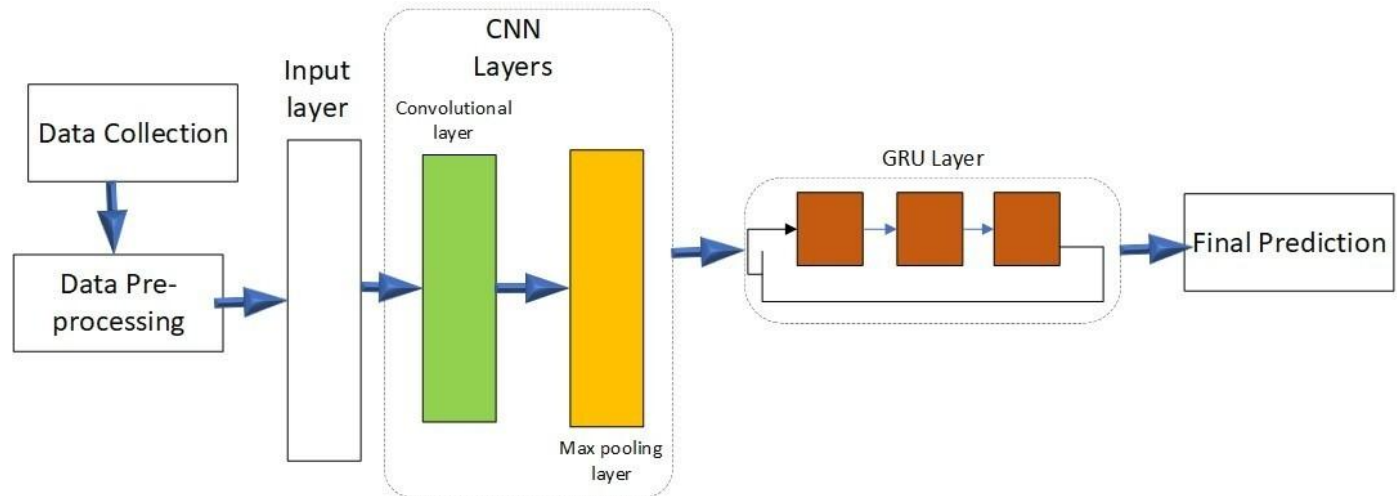 Data Collection
Data Pre-
processing
Input
layer
CNN
Layers
Convolutional
layer
Max pooling
layer
GRU Layer
Final Prediction